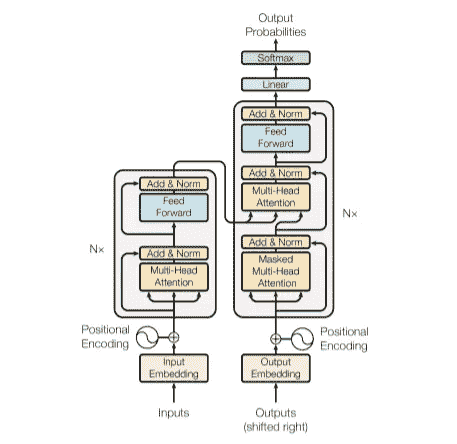 Output
Probabilities
Softmax
Linear
Add & Norm
Feed
Forward
Add & Norm
Multi-Head
Attention
Add & Norm
Masked
Multi-Head
Attention
Nx
Add & Norm
Feed
Forward
Add & Norm
Multi-Head
Attention
Nx
Positional
Encoding
Positional
Encoding
Input
Embedding
Output
Embedding
Inputs
Outputs
(shifted right)